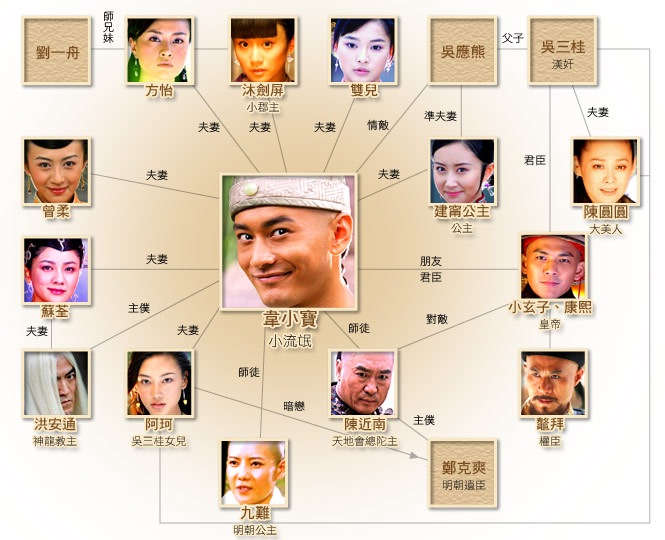 劉一舟
師兄妹
方怡
沐劍屏
小郡主
雙兒
吳應熊
父子
吳三桂
漢奸
夫妻
夫妻
夫妻
情敵
準夫妻
夫妻
曾柔
夫妻
夫妻
建甯公主
公主
君臣
陳圓圓
大美人
蘇荃
夫妻
朋友
君臣
小玄子、康熙
皇帝
韋小寶
小流氓
夫妻
主僕
夫妻
師徒
對敵
洪安通
神龍教主
阿珂
吳三桂女兒
師徒
暗戀
陳近南
天地會總陀主
主僕
鄭克爽
明朝遺臣
鼇拜
權臣
九難
明朝公主